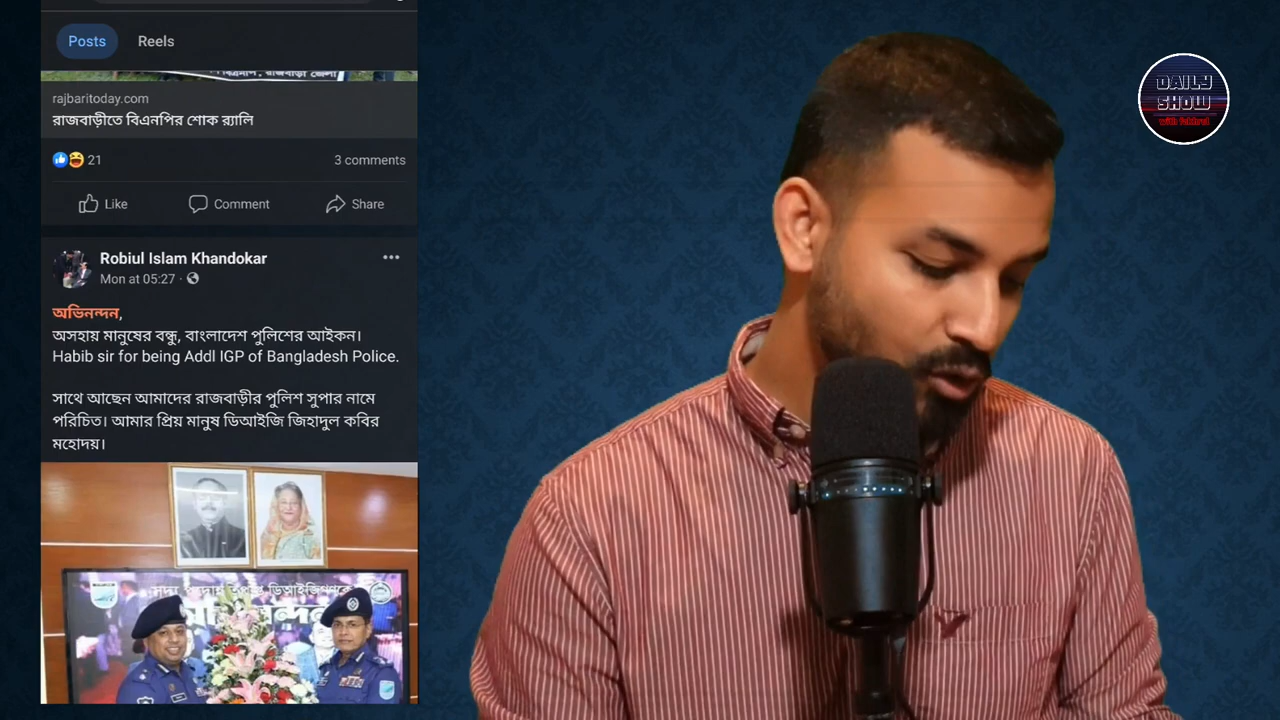 Posts
Reels
রাজবাড়ী জেলা
rajbaritoday.com
রাজবাড়ীতে বিএনপির শোক র‍্যালি
21
3 comments
Like
Comment
Share
Robiul Islam Khandokar
Mon at 05:27
অভিনন্দন,
অসহায় মানুষের বন্ধু, বাংলাদেশ পুলিশের আইকন।
Habib sir for being Addl IGP of Bangladesh Police.
সাথে আছেন আমাদের রাজবাড়ীর পুলিশ সুপার নামে
পরিচিত। আমার প্রিয় মানুষ ডিআইজি জিহাদুল কবির
মহোদয়।
DAILY
SHOW